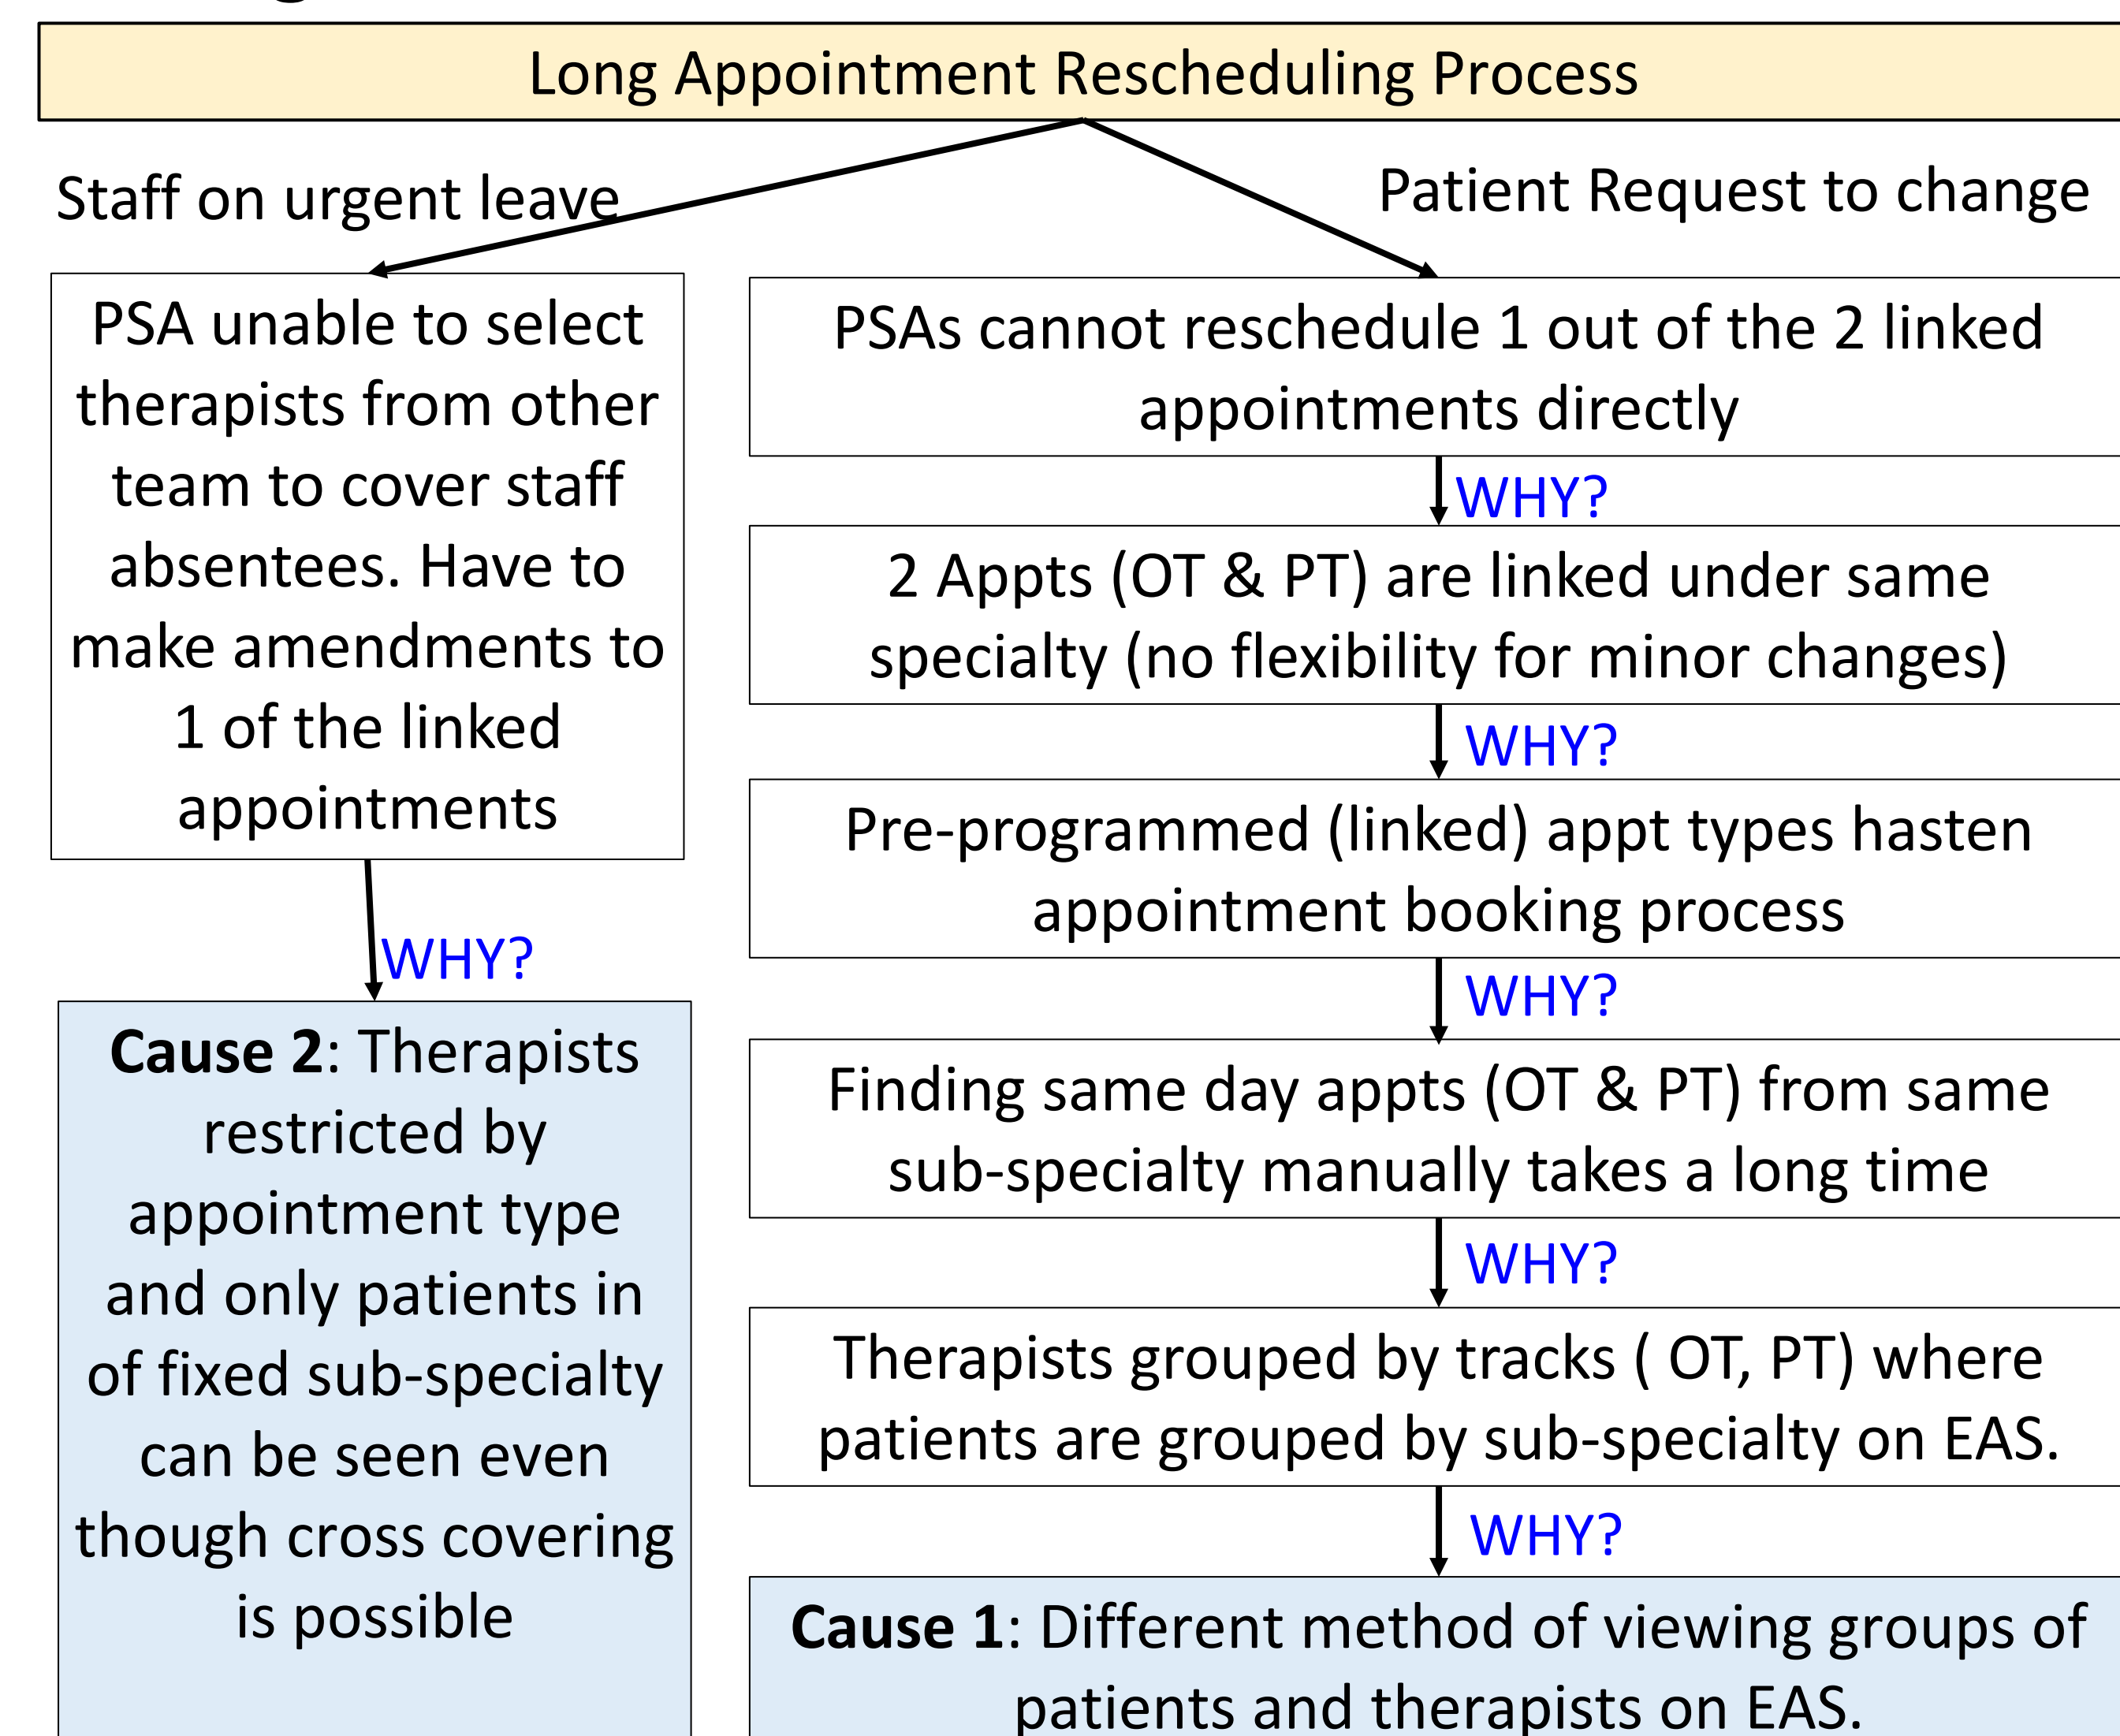 Long Appointment Rescheduling Process
Staff on urgent leave
Patient Request to change
PSA unable to select
therapists from other
team to cover staff
absentees. Have to
make amendments to
1 of the linked
appointments
WHY?
Cause 2: Therapists
restricted by
appointment type
and only patients in
of fixed sub-specialty
can be seen even
though cross covering
is possible
PSAs cannot reschedule 1 out of the 2 linked
appointments directly
WHY?
2 Appts (OT & PT) are linked under same
specialty (no flexibility for minor changes)
WHY?
Pre-programmed (linked) appt types hasten
appointment booking process
WHY?
Finding same day appts (OT & PT) from same
sub-specialty manually takes a long time
WHY?
Therapists grouped by tracks ( OT, PT) where
patients are grouped by sub-specialty on EAS.
WHY?
Cause 1: Different method of viewing groups of
patients and therapists on EAS.